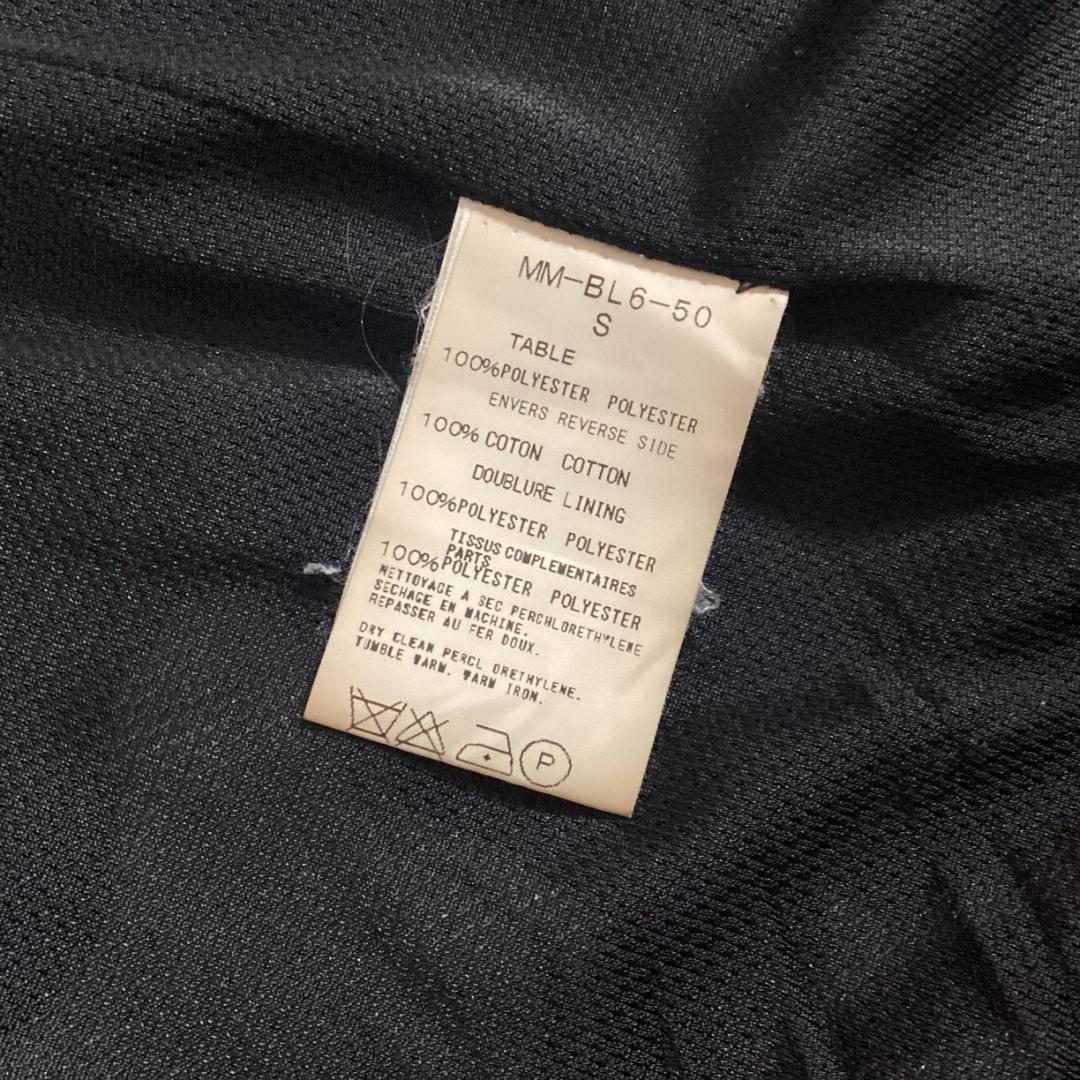 MM-BL6-50
S
TABLE
100%POLYESTER POLYESTER
ENVERS REVERSE SIDE
100% COTON COTTON
DOUBLURE LINING
100%POLYESTER POLYESTER
TISSUS COMPLEMENTAIRES
PARTS
100%POLYESTER POLYESTER
NETTOYAGE A SEC PERCHLORETHYLENE
SECHAGE EN MACHINE.
REPASSER AU FER DOUX.
DRY CLEAN PERCL ORETHYLENE.
TUMBLE WARM. WARM IRON.
P